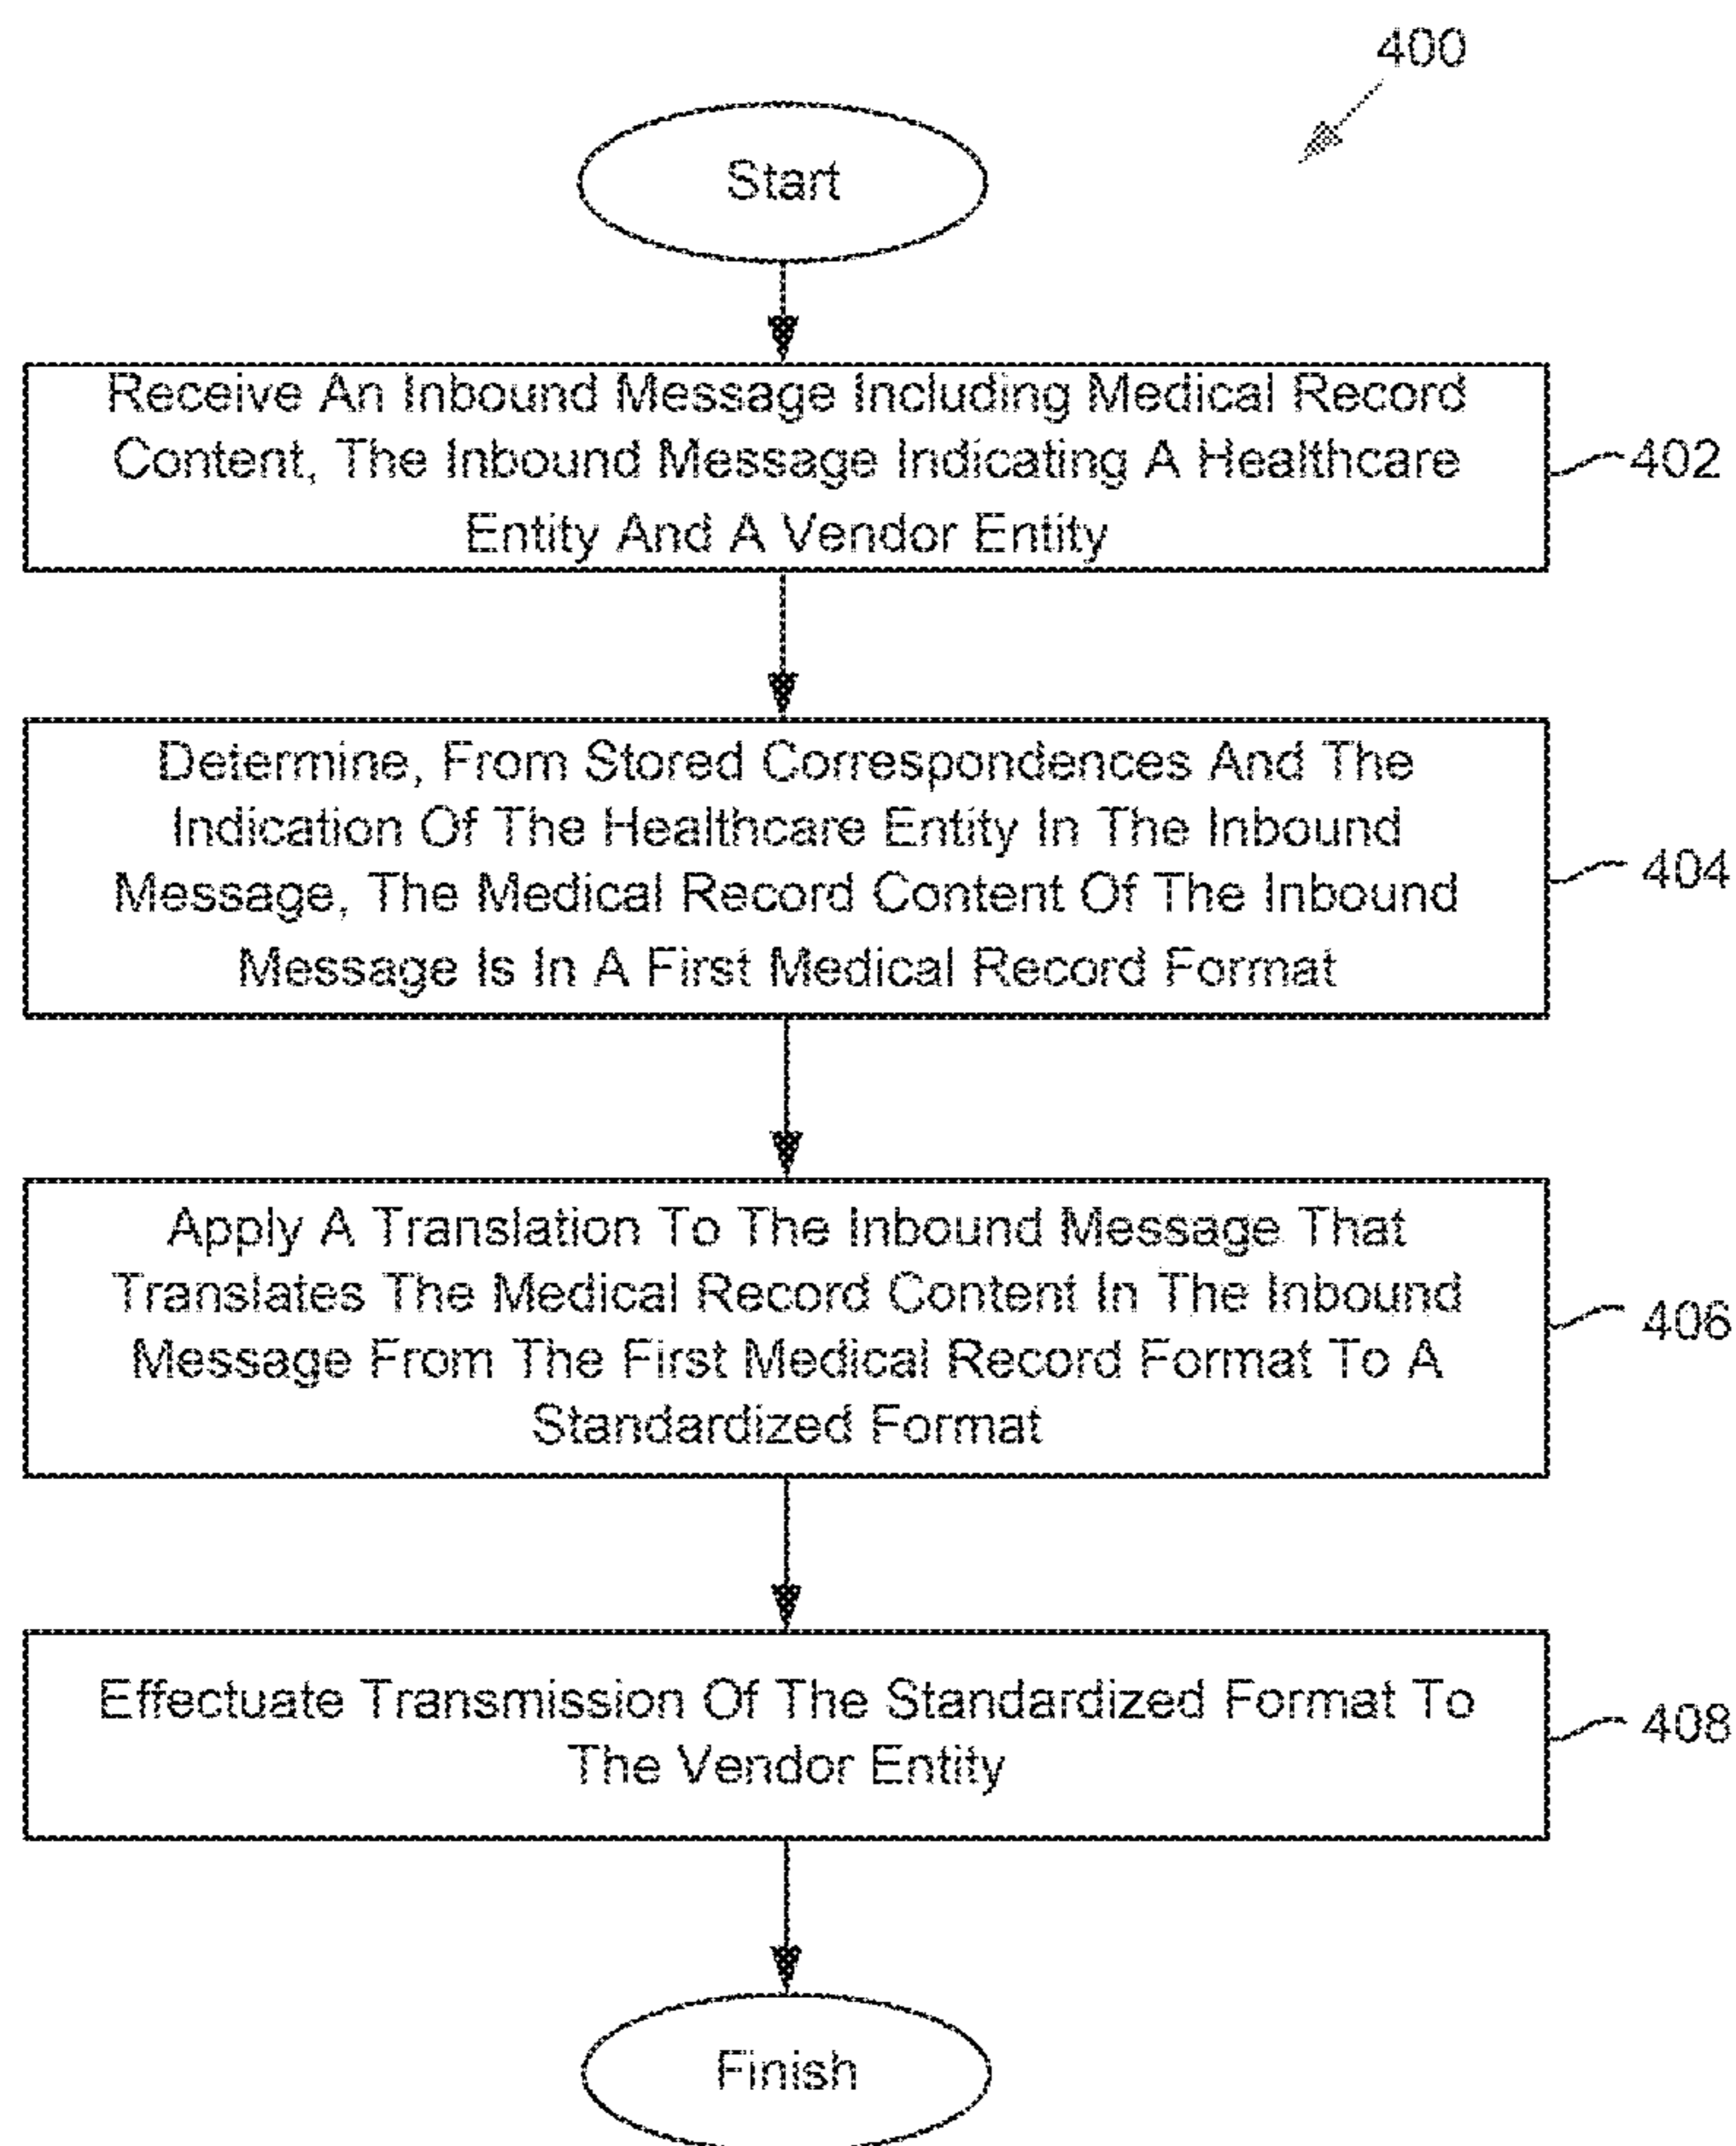 400
Start
Receive An Inbound Message Including Medical Record
Content, The Inbound Message Indicating A Healthcare
Entity And A Vendor Entity
402
Determine, From Stored Correspondences And The
Indication Of The Healthcare Entity In The Inbound
Message, The Medical Record Content Of The Inbound
Message Is In A First Medical Record Format
404
Apply A Translation To The Inbound Message That
Translates The Medical Record Content In The Inbound
Message From The First Medical Record Format To A
Standardized Format
406
Effectuate Transmission Of The Standardized Format To
The Vendor Entity
408
Finish